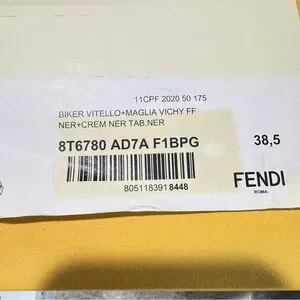 11CPF 2020 50 175
BIKER VITELLO+MAGLIA VICHY FF
NER+CREM NER TAB.NER
8T6780 AD7A F1BPG
38,5
8051183918448
FENDI
ROMA